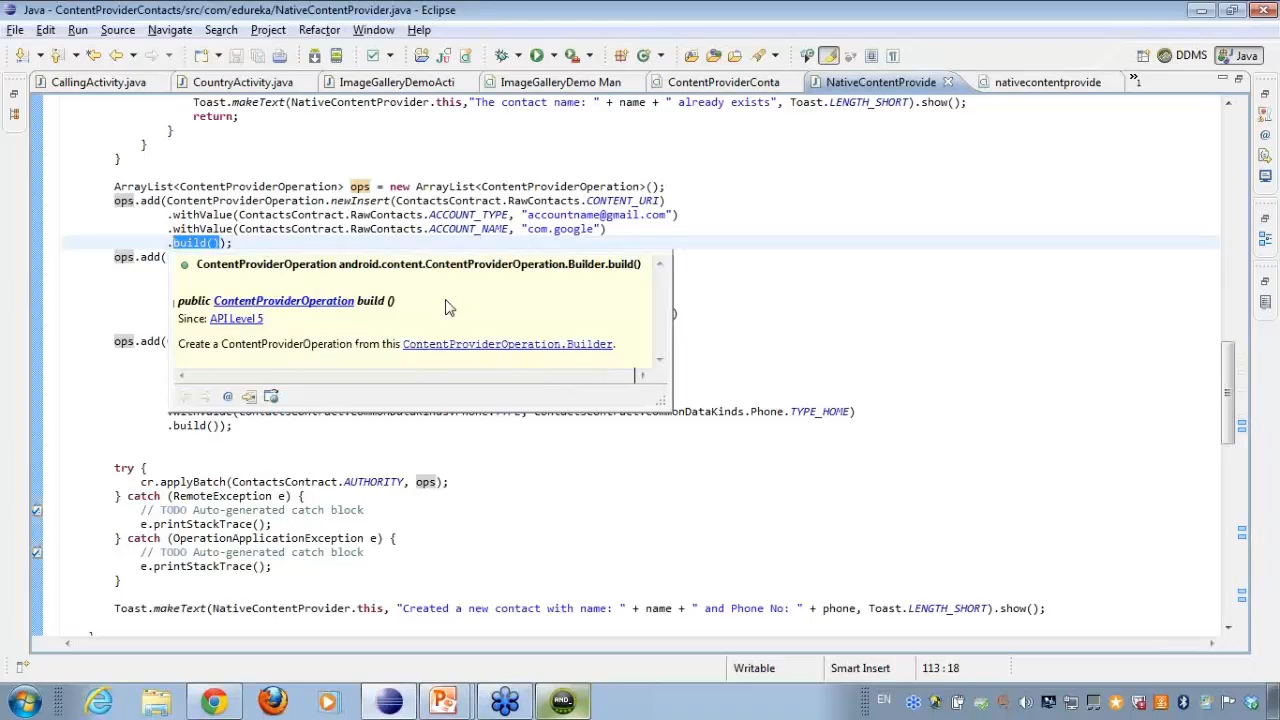 Java - ContentProviderContacts/src/com/edureka/NativeContentProvider.java - Eclipse
File Edit Run Source Navigate Search Project Refactor Window Help
DDMS Java
CallingActivity.java CountryActivity.java ImageGalleryDemoActi ImageGalleryDemo Man ContentProviderConta NativeContentProvide nativecontentprovide 1
Toast.makeText(NativeContentProvider.this,"The contact name: " + name + " already exists", Toast.LENGTH_SHORT).show();
return;
}
}
}
ArrayList<ContentProviderOperation> ops = new ArrayList<ContentProviderOperation>();
ops.add(ContentProviderOperation.newInsert(ContactsContract.RawContacts.CONTENT_URI)
.withValue(ContactsContract.RawContacts.ACCOUNT_TYPE, "accountname@gmail.com")
.withValue(ContactsContract.RawContacts.ACCOUNT_NAME, "com.google")
.build());
ops.add(
ContentProviderOperation android.content.ContentProviderOperation.Builder.build()
public ContentProviderOperation build ()
)
Since: API Level 5
ops.add(
Create a ContentProviderOperation from this ContentProviderOperation.Builder.
@
.withValue(ContactsContract.CommonDataKinds.Phone.TYPE, ContactsContract.CommonDataKinds.Phone.TYPE_HOME)
.build());
try {
cr.applyBatch(ContactsContract.AUTHORITY, ops);
} catch (RemoteException e) {
// TODO Auto-generated catch block
e.printStackTrace();
} catch (OperationApplicationException e) {
// TODO Auto-generated catch block
e.printStackTrace();
}
Toast.makeText(NativeContentProvider.this, "Created a new contact with name: " + name + " and Phone No: " + phone, Toast.LENGTH_SHORT).show();
Writable Smart Insert 113 : 18
AND_ EN